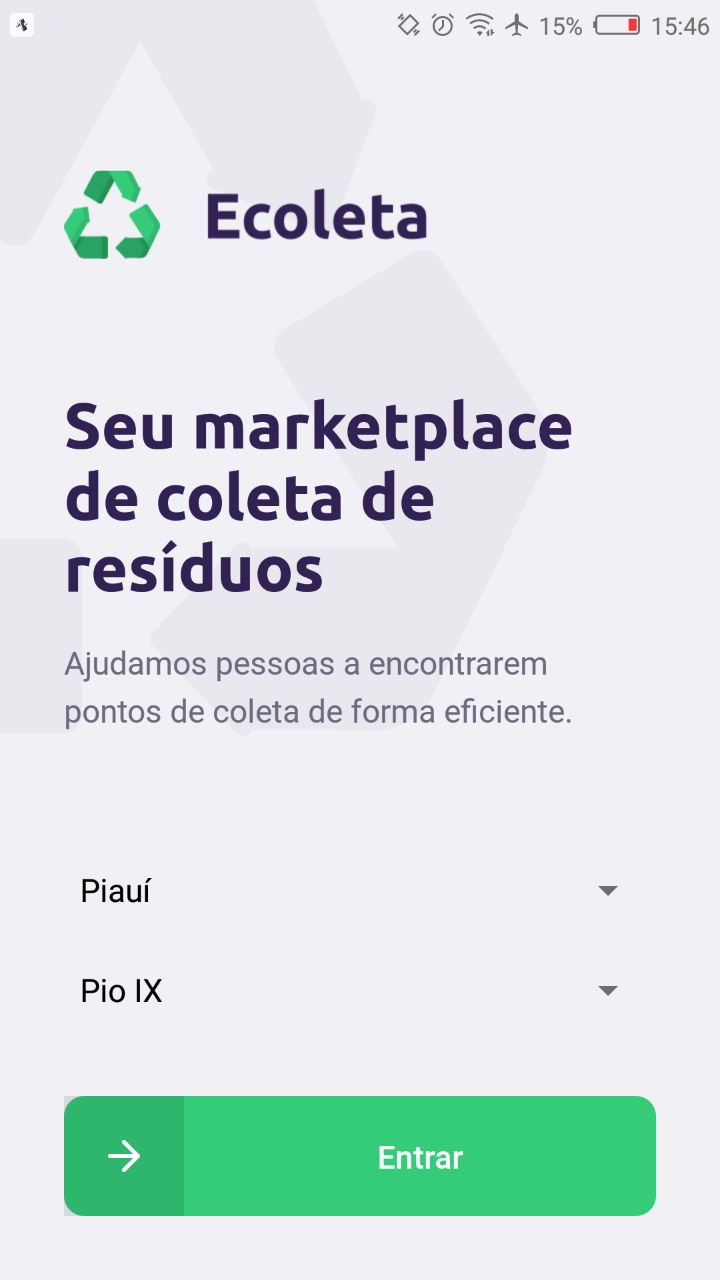 15% 15:46
Ecoleta
Seu marketplace
de coleta de
resíduos
Ajudamos pessoas a encontrarem
pontos de coleta de forma eficiente.
Piauí
Pio IX
Entrar